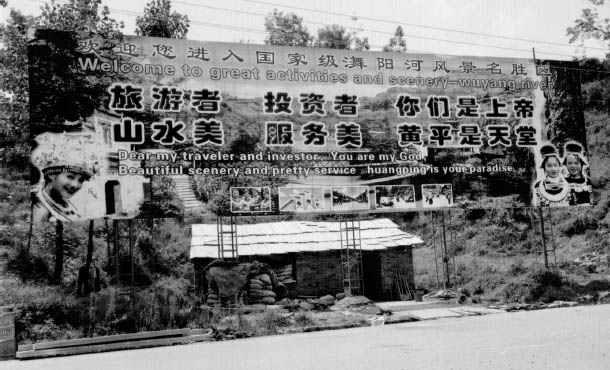 欢迎您进入国家级㵲阳河风景名胜区
Welcome to great activities and scenery-wuyang river
旅游者 投资者 你们是上帝
山水美 服务美 黄平是天堂
Dear my traveler and investor, You are my God,
Beautiful scenery and pretty service huangping is your paradise